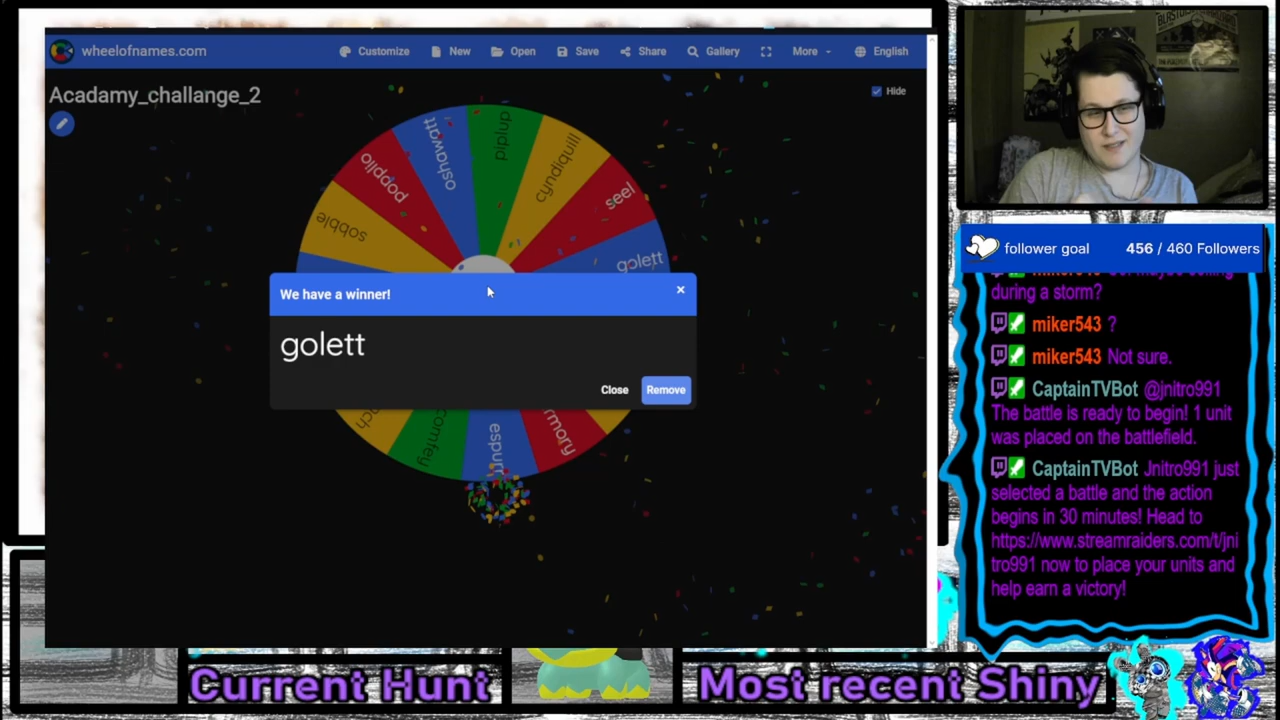 wheelofnames.com
Customize
New
Open
Save
Share
Gallery
More
English
Acadamy_challange_2
Hide
sobble
popplio
oshawatt
piplup
cyndiquill
seel
golett
We have a winner!
golett
Close
Remove
comfey
espurr
follower goal
456 / 460 Followers
during a storm?
miker543 ?
miker543 Not sure.
CaptainTVBot @jnitro991
The battle is ready to begin! 1 unit
was placed on the battlefield.
CaptainTVBot Jnitro991 just
selected a battle and the action
begins in 30 minutes! Head to
https://www.streamraiders.com/t/jni
tro991 now to place your units and
help earn a victory!
Current Hunt
Most recent Shiny